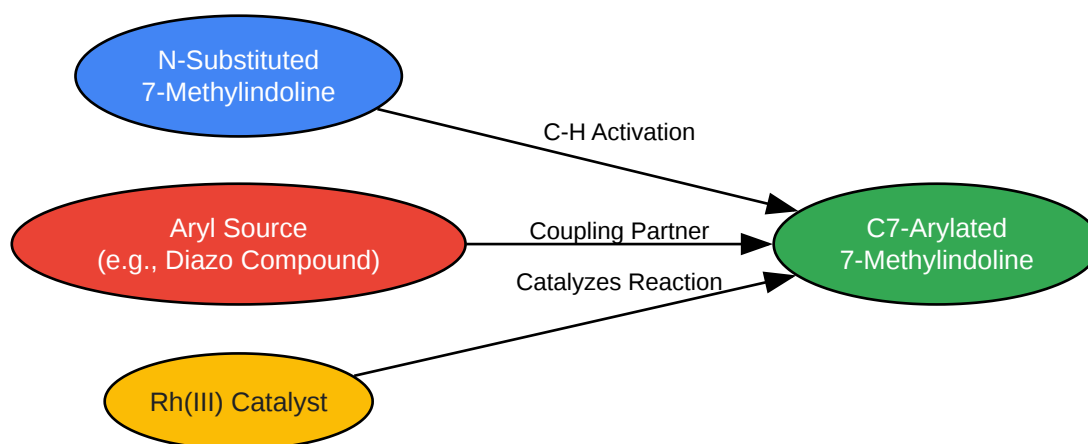 N-Substituted
7-Methylindoline
C-H Activation
Aryl Source
(e.g., Diazo Compound)
Coupling Partner
C7-Arylated
7-Methylindoline
Catalyzes Reaction
Rh(III) Catalyst